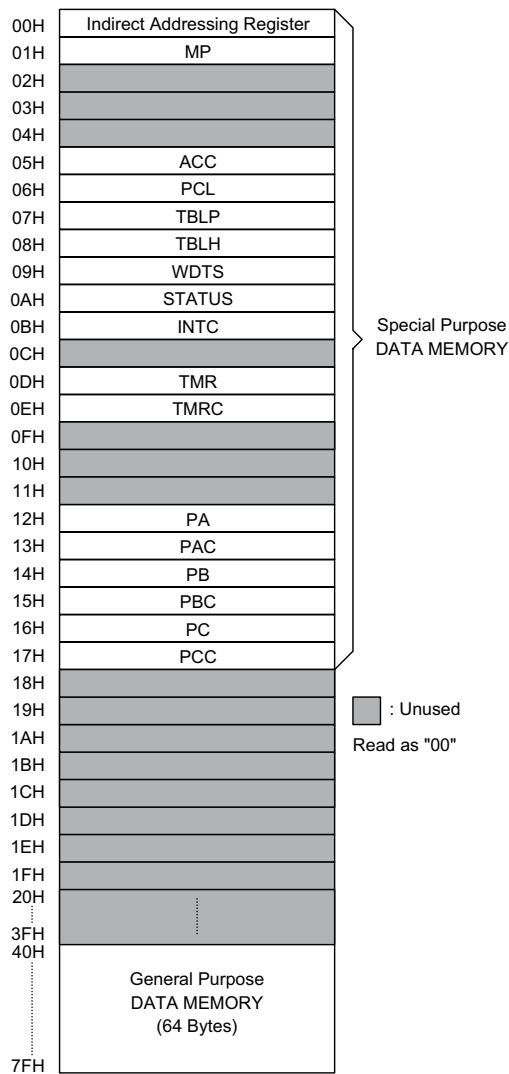 00H Indirect Addressing Register
01H MP
02H
03H
04H
05H ACC
06H PCL
07H TBLP
08H TBLH
09H WDTS
0AH STATUS
0BH INTC
0CH
0DH TMR
0EH TMRC
0FH
10H
11H
12H PA
13H PAC
14H PB
15H PBC
16H PC
17H PCC
18H
19H
1AH
1BH
1CH
1DH
1EH
1FH
20H
3FH
40H
General Purpose
DATA MEMORY
(64 Bytes)
7FH
Special Purpose
DATA MEMORY
: Unused
Read as "00"